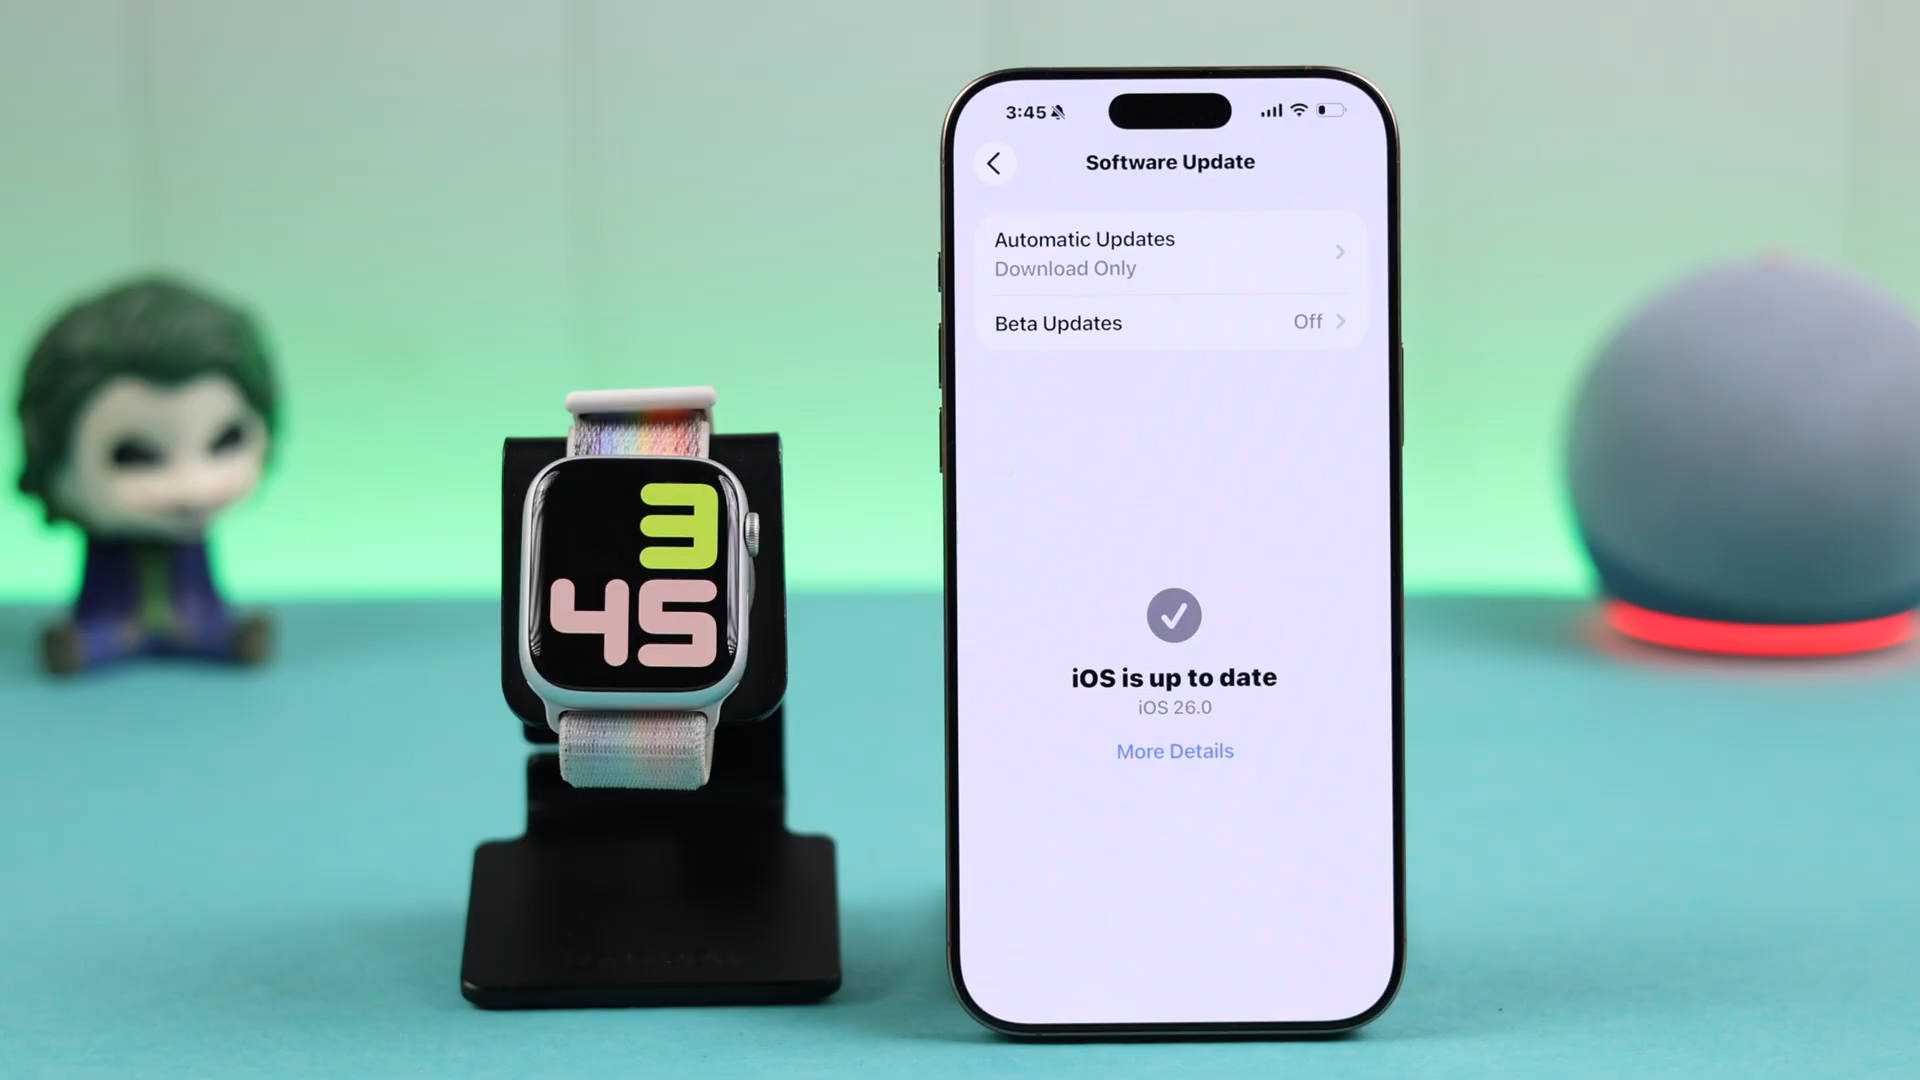 3
45
3:45
Software Update
Automatic Updates
Download Only
Beta Updates Off
iOS is up to date
iOS 26.0
More Details